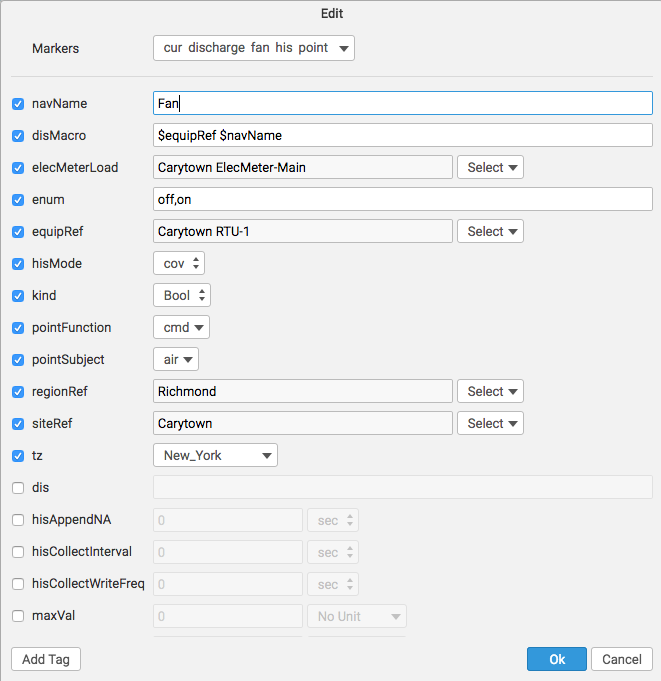 Edit
Markers cur discharge fan his point
navName Fan
disMacro $equipRef $navName
elecMeterLoad Carytown ElecMeter-Main Select
enum off,on
equipRef Carytown RTU-1 Select
hisMode cov
kind Bool
pointFunction cmd
pointSubject air
regionRef Richmond Select
siteRef Carytown Select
tz New_York
dis
hisAppendNA 0 sec
hisCollectInterval 0 sec
hisCollectWriteFreq 0 sec
maxVal 0 No Unit
Add Tag Ok Cancel